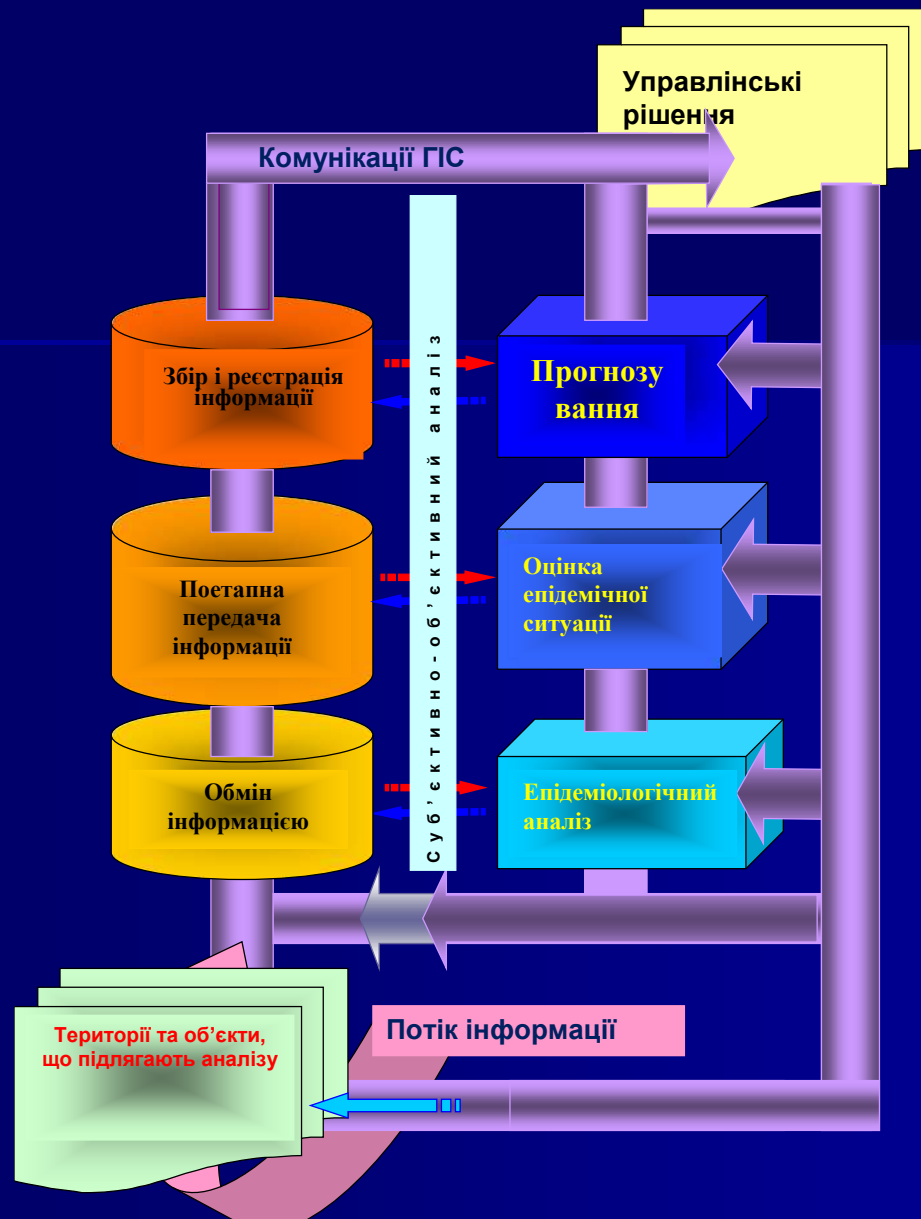 Управлінські
рішення
Комунікації ГІС
Збір і реєстрація
інформації
Прогнозу
вання
Суб’єктивно-об’єктивний аналіз
Поетапна
передача
інформації
Оцінка
епідемічної
ситуації
Обмін
інформацією
Епідеміологічний
аналіз
Території та об’єкти,
що підлягають аналізу
Потік інформації